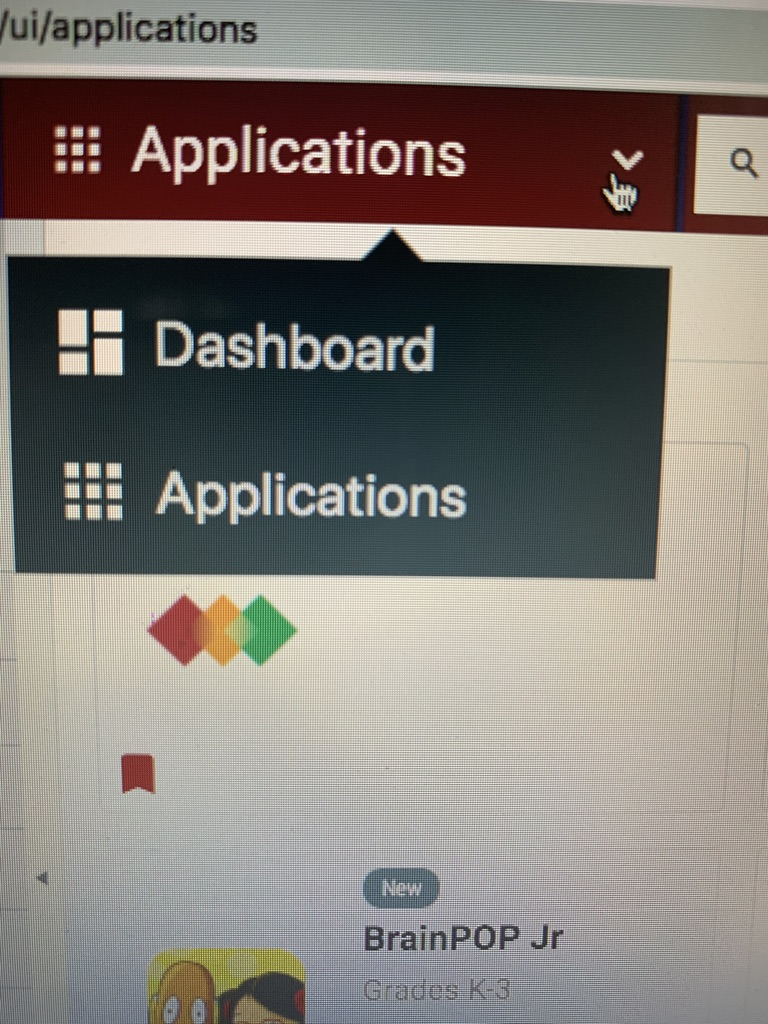 /ui/applications
Applications
Dashboard
Applications
New
BrainPOP Jr
Grades K-3